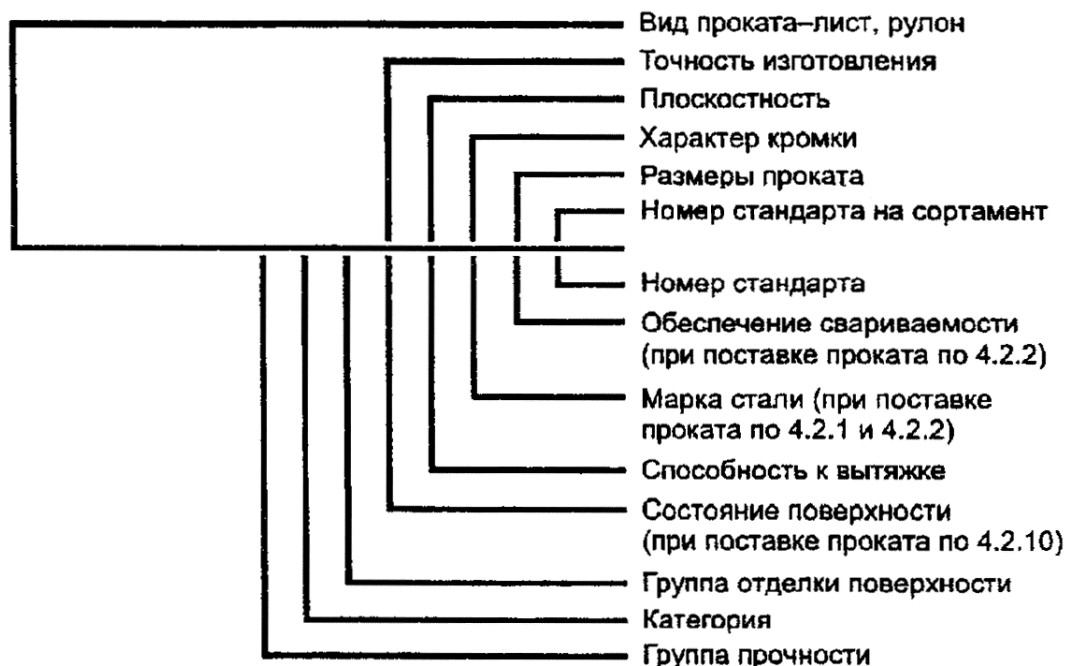 Вид проката–лист, рулон
Точность изготовления
Плоскостность
Характер кромки
Размеры проката
Номер стандарта на сортамент
Номер стандарта
Обеспечение свариваемости
(при поставке проката по 4.2.2)
Марка стали (при поставке
проката по 4.2.1 и 4.2.2)
Способность к вытяжке
Состояние поверхности
(при поставке проката по 4.2.10)
Группа отделки поверхности
Категория
Группа прочности